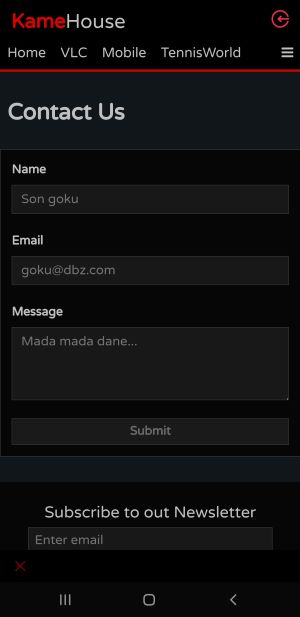 KameHouse
Home VLC Mobile TennisWorld
Contact Us
Name
Son goku
Email
goku@dbz.com
Message
Mada mada dane...
Submit
Subscribe to out Newsletter
Enter email